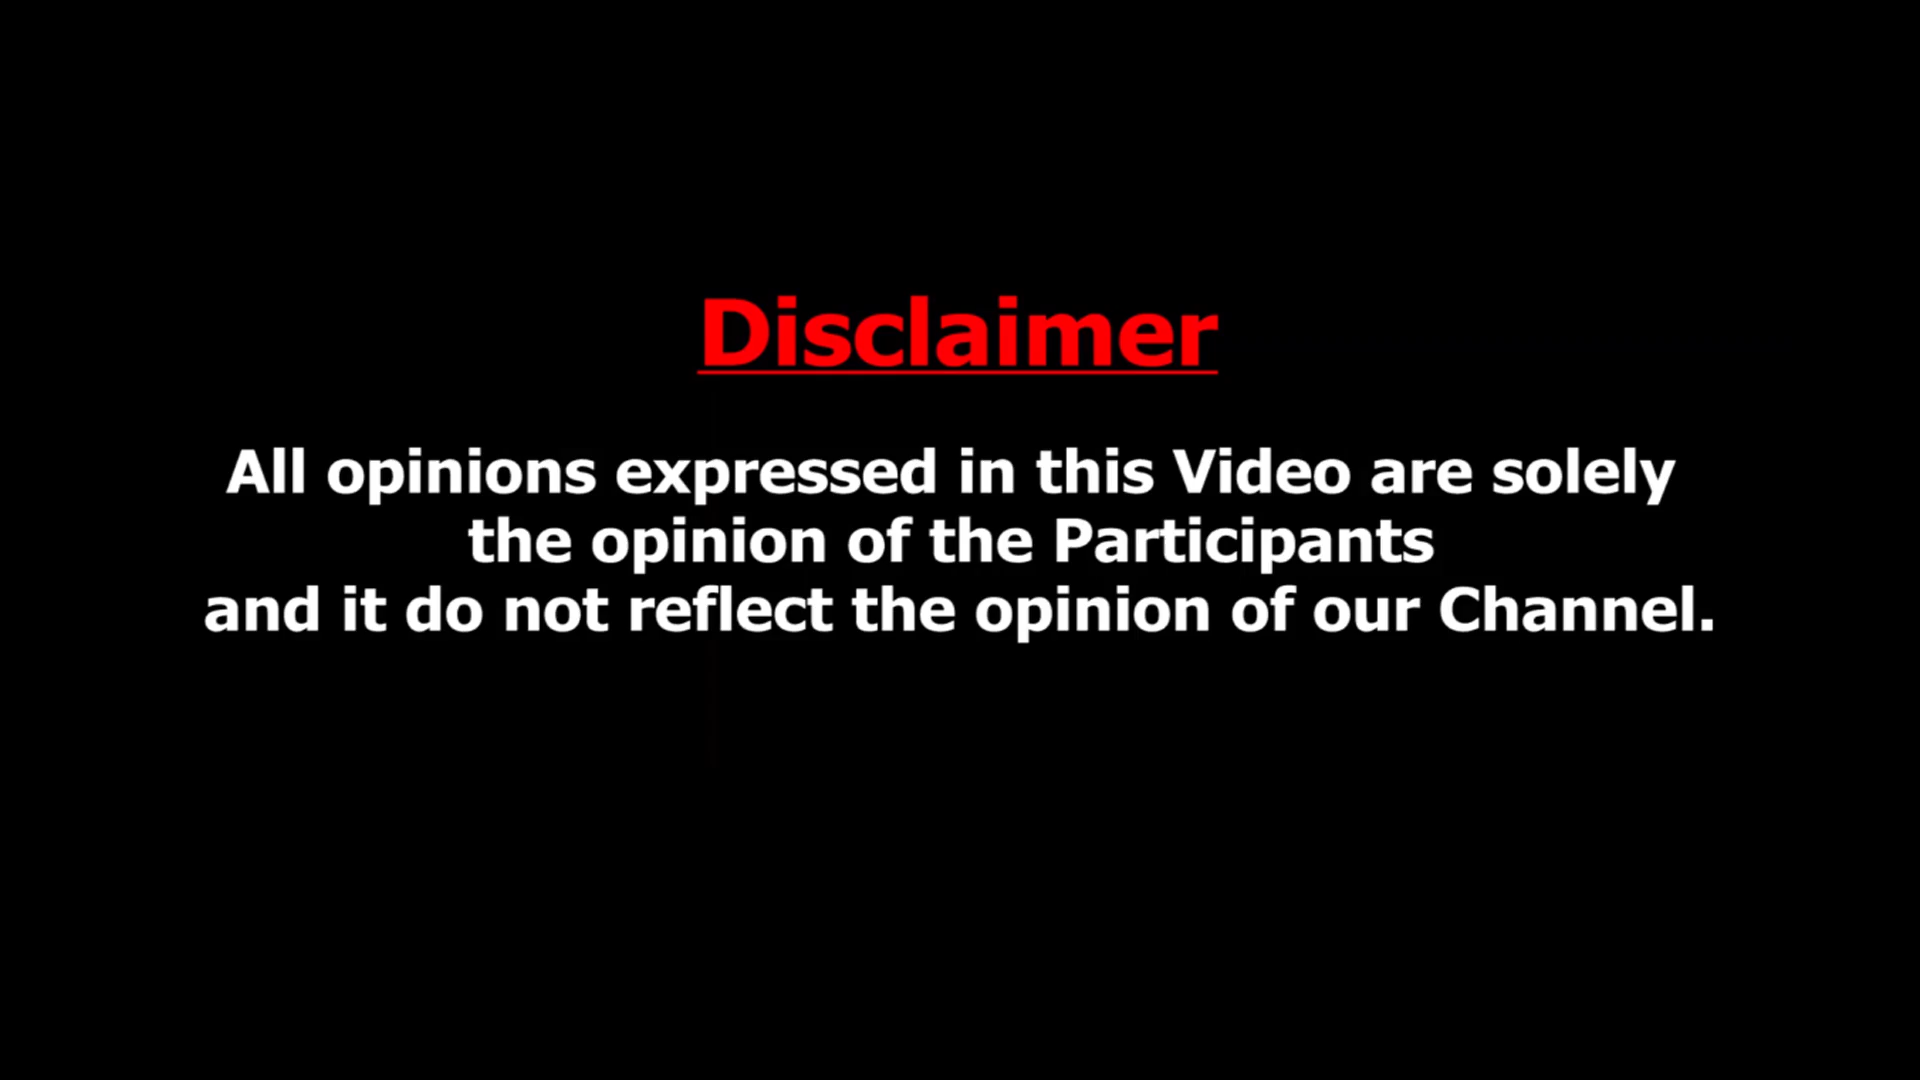 Disclaimer
All opinions expressed in this Video are solely
the opinion of the Participants
and it do not reflect the opinion of our Channel.